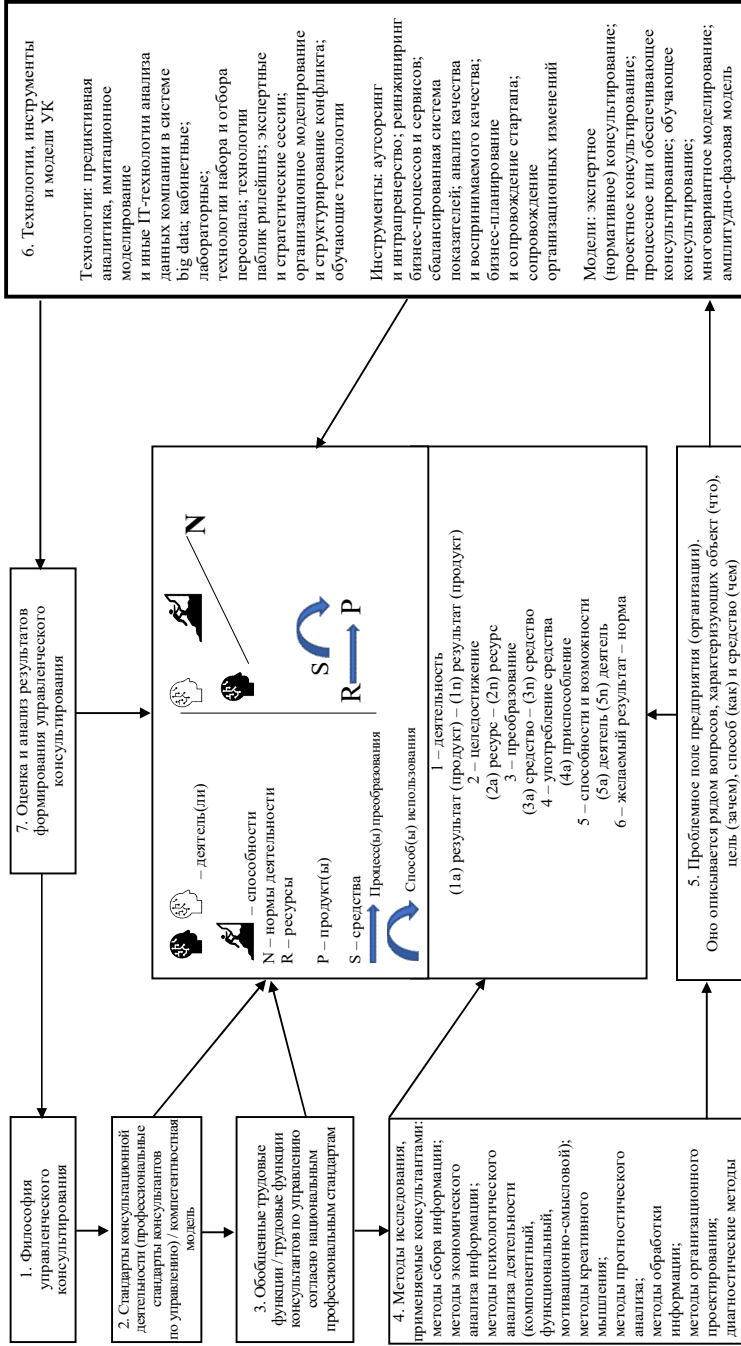 1. Философия
управленческого
консультирования
2. Стандарты консультационной
деятельности (профессиональные
стандарты консультантов
по управлению) / компетентностная
модель
3. Обобщенные трудовые
функции / трудовые функции
консультантов по управлению
согласно национальным
профессиональным стандартам
4. Методы исследования,
применяемые консультантами:
методы сбора информации;
методы экономического
анализа информации;
методы психологического
анализа деятельности
(компонентный,
функциональный,
мотивационно-смысловой);
методы креативного
мышления;
методы прогностического
анализа;
методы обработки
информации;
методы организационного
проектирования;
диагностические методы
7. Оценка и анализ результатов
формирования управленческого
консультирования
– деятель(ли)
– способности
N – нормы деятельности
R – ресурсы
P – продукт(ы)
S – средства
Процесс(ы) преобразования
Способ(ы) использования
N
S
R
P
1 – деятельность
(1а) результат (продукт) – (1n) результат (продукт)
2 – целедостижение
(2а) ресурс – (2n) ресурс
3 – преобразование
(3а) средство – (3n) средство
4 – употребление средства
(4а) приспособление
5 – способности и возможности
(5а) деятель (5n) деятель
6 – желаемый результат – норма
5. Проблемное поле предприятия (организации).
Оно описывается рядом вопросов, характеризующих объект (что),
цель (зачем), способ (как) и средство (чем)
6. Технологии, инструменты
и модели УК
Технологии: предиктивная
аналитика, имитационное
моделирование
и иные IT-технологии анализа
данных компании в системе
big data; кабинетные;
лабораторные;
технологии набора и отбора
персонала; технологии
паблик рилейшнз; экспертные
и стратегические сессии;
организационное моделирование
и структурирование конфликта;
обучающие технологии
Инструменты: аутсорсинг
и интрапренерство; реинжиниринг
бизнес-процессов и сервисов;
сбалансированная система
показателей; анализ качества
и воспринимаемого качества;
бизнес-планирование
и сопровождение стартапа;
сопровождение
организационных изменений
Модели: экспертное
(нормативное) консультирование;
проектное консультирование;
процессное или обеспечивающее
консультирование; обучающее
консультирование;
многовариантное моделирование;
амплитудно-фазовая модель